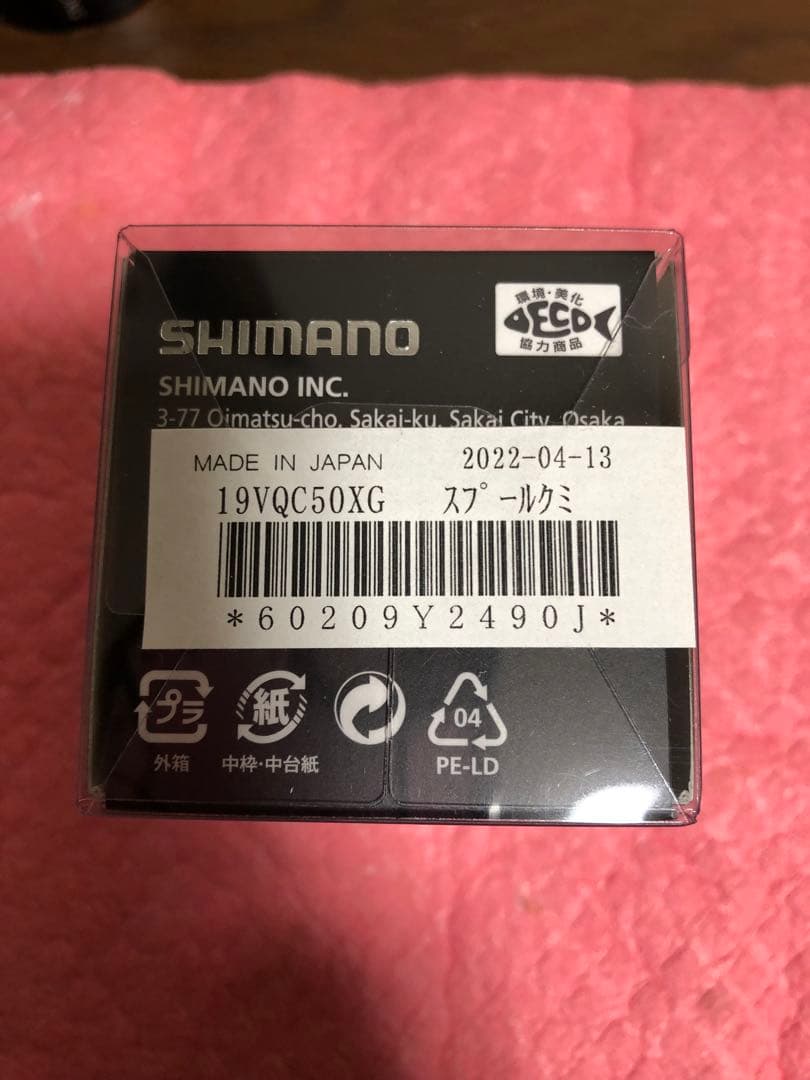 環境・美化
ECO
協力商品
SHIMANO
SHIMANO INC.
3-77 Oimatsu-cho, Sakai-ku, Sakai City, Osaka
MADE IN JAPAN 2022-04-13
19VQC50XG スプールクミ
*60209Y2490J*
プラ 紙 04
外箱 中枠・中台紙 PE-LD